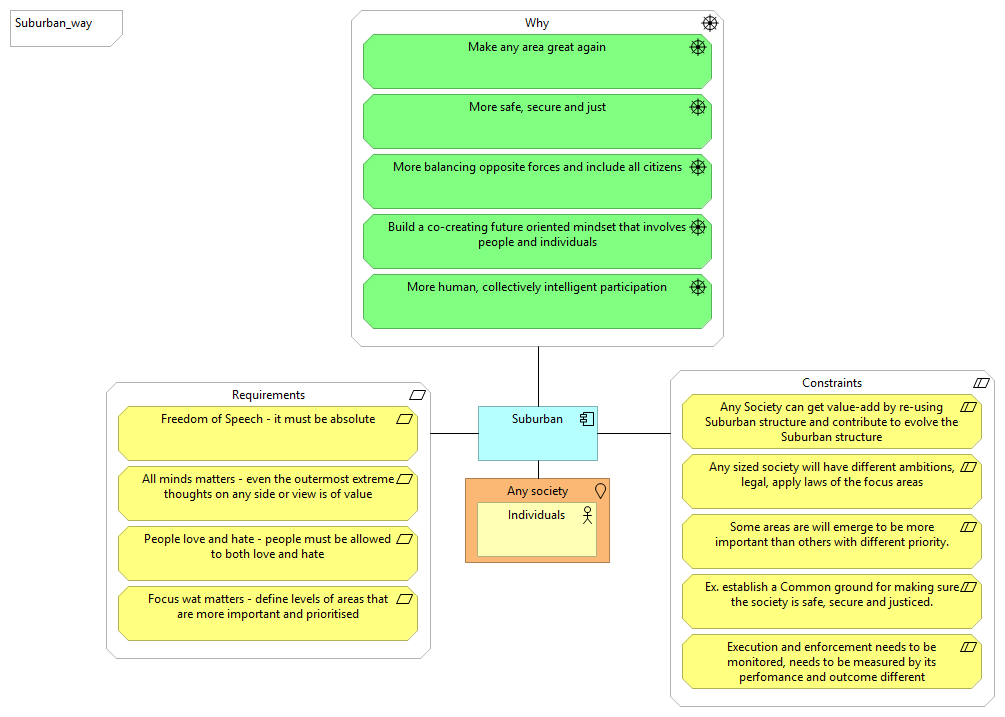 Suburban_way
Why
Make any area great again
More safe, secure and just
More balancing opposite forces and include all citizens
Build a co-creating future oriented mindset that involves
people and individuals
More human, collectively intelligent participation
Requirements
Freedom of Speech - it must be absolute
All minds matters - even the outermost extreme
thoughts on any side or view is of value
People love and hate - people must be allowed
to both love and hate
Focus wat matters - define levels of areas that
are more important and prioritised
Suburban
Any society
Individuals
Constraints
Any Society can get value-add by re-using
Suburban structure and contribute to evolve the
Suburban structure
Any sized society will have different ambitions,
legal, apply laws of the focus areas
Some areas are will emerge to be more
important than others with different priority.
Ex. establish a Common ground for making sure
the society is safe, secure and justiced.
Execution and enforcement needs to be
monitored, needs to be measured by its
perfomance and outcome different